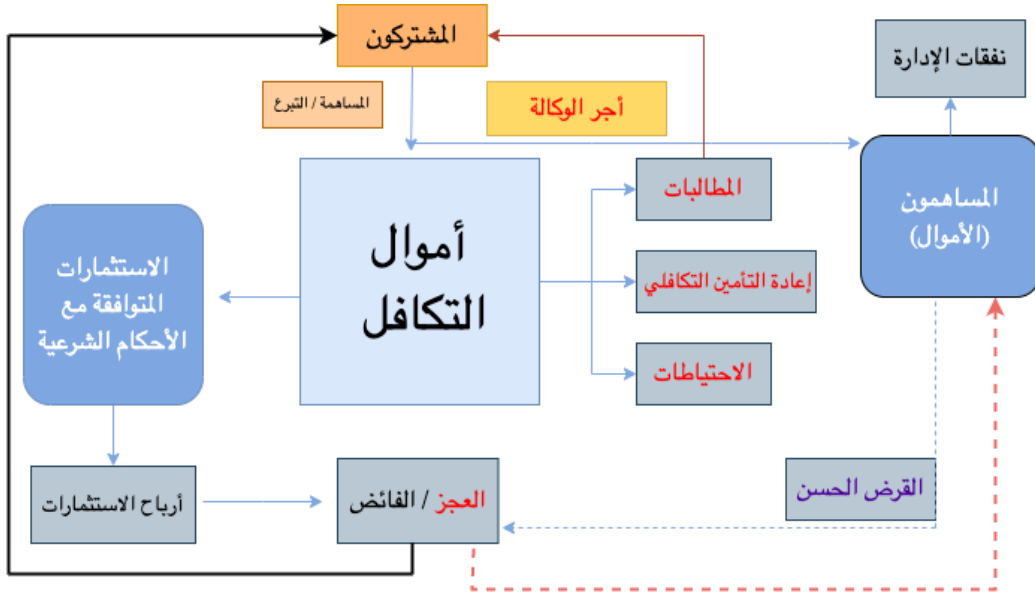 المشتركون
نفقات الإدارة
المساهمة / التبرع
أجر الوكالة
المساهمون
(الأموال)
المطالبات
أموال
التكافل
إعادة التأمين التكافلي
الاحتياطات
الاستثمارات
المتوافقة مع
الأحكام الشرعية
القرض الحسن
العجز / الفائض
أرباح الاستثمارات